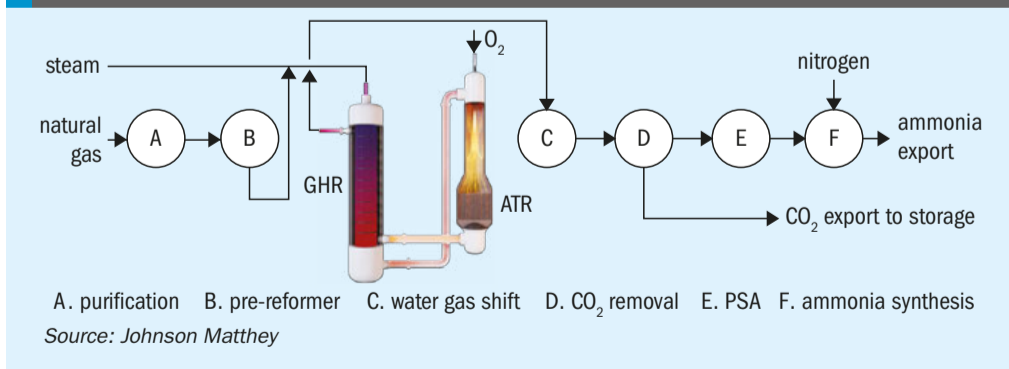 O₂
steam
nitrogen
natural
gas
A
B
C
D
E
F
ammonia
export
GHR
ATR
CO₂ export to storage
A. purification B. pre-reformer C. water gas shift D. CO₂ removal E. PSA F. ammonia synthesis
Source: Johnson Matthey